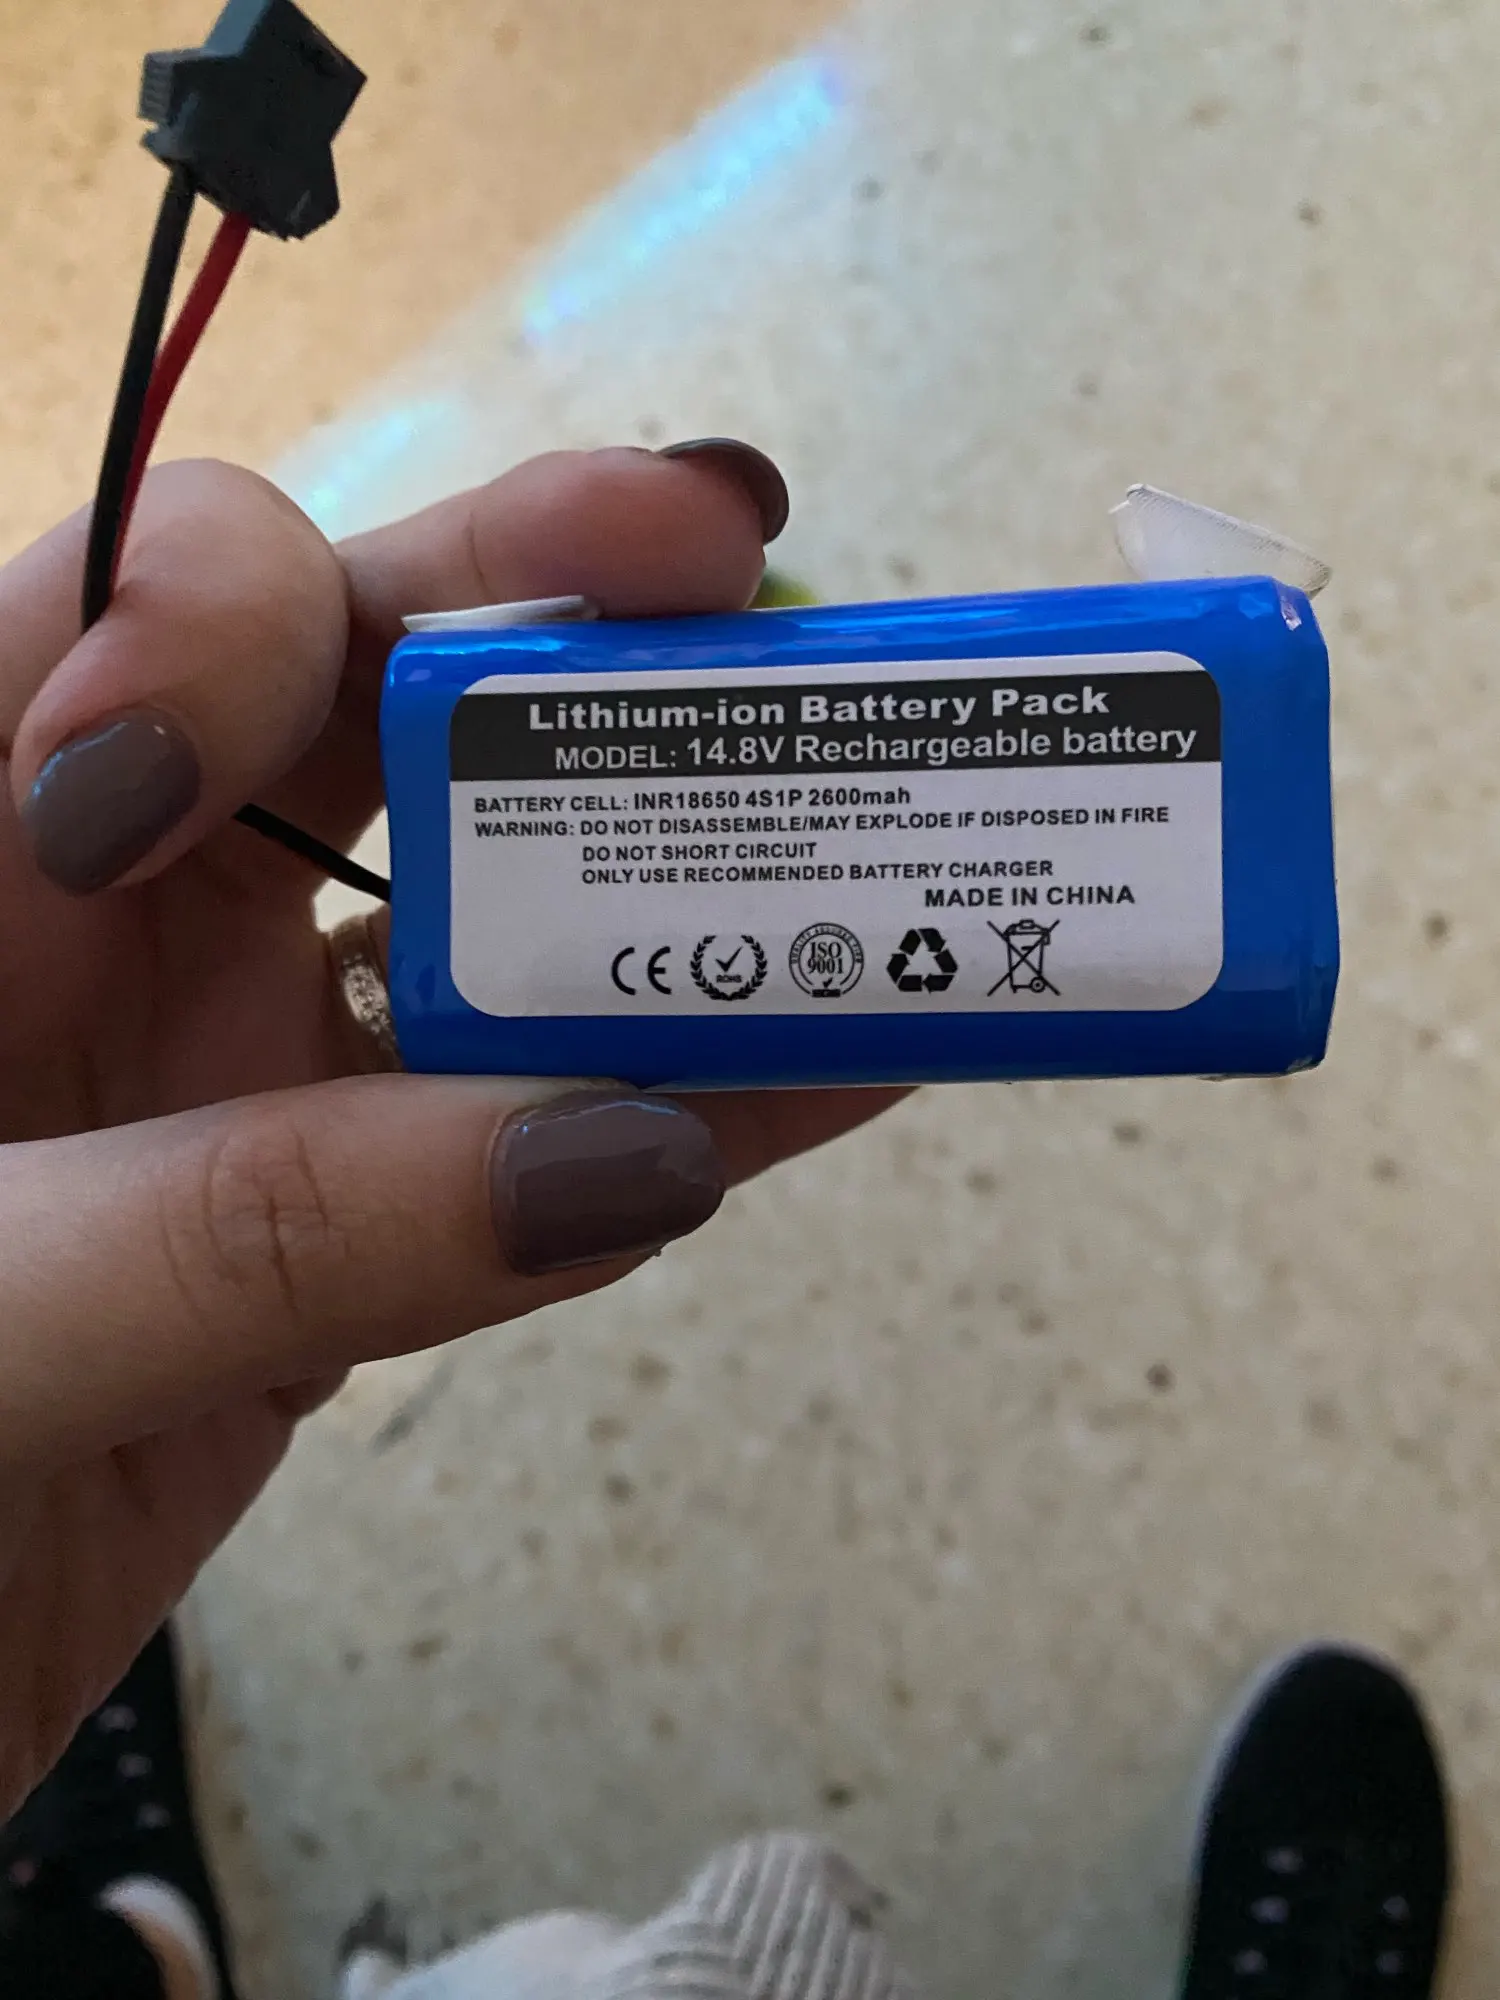 Lithium-ion Battery Pack
MODEL: 14.8V Rechargeable battery
BATTERY CELL: INR18650 4S1P 2600mah
WARNING: DO NOT DISASSEMBLE/MAY EXPLODE IF DISPOSED IN FIRE
DO NOT SHORT CIRCUIT
ONLY USE RECOMMENDED BATTERY CHARGER
MADE IN CHINA
CE ROHS ISO 9001